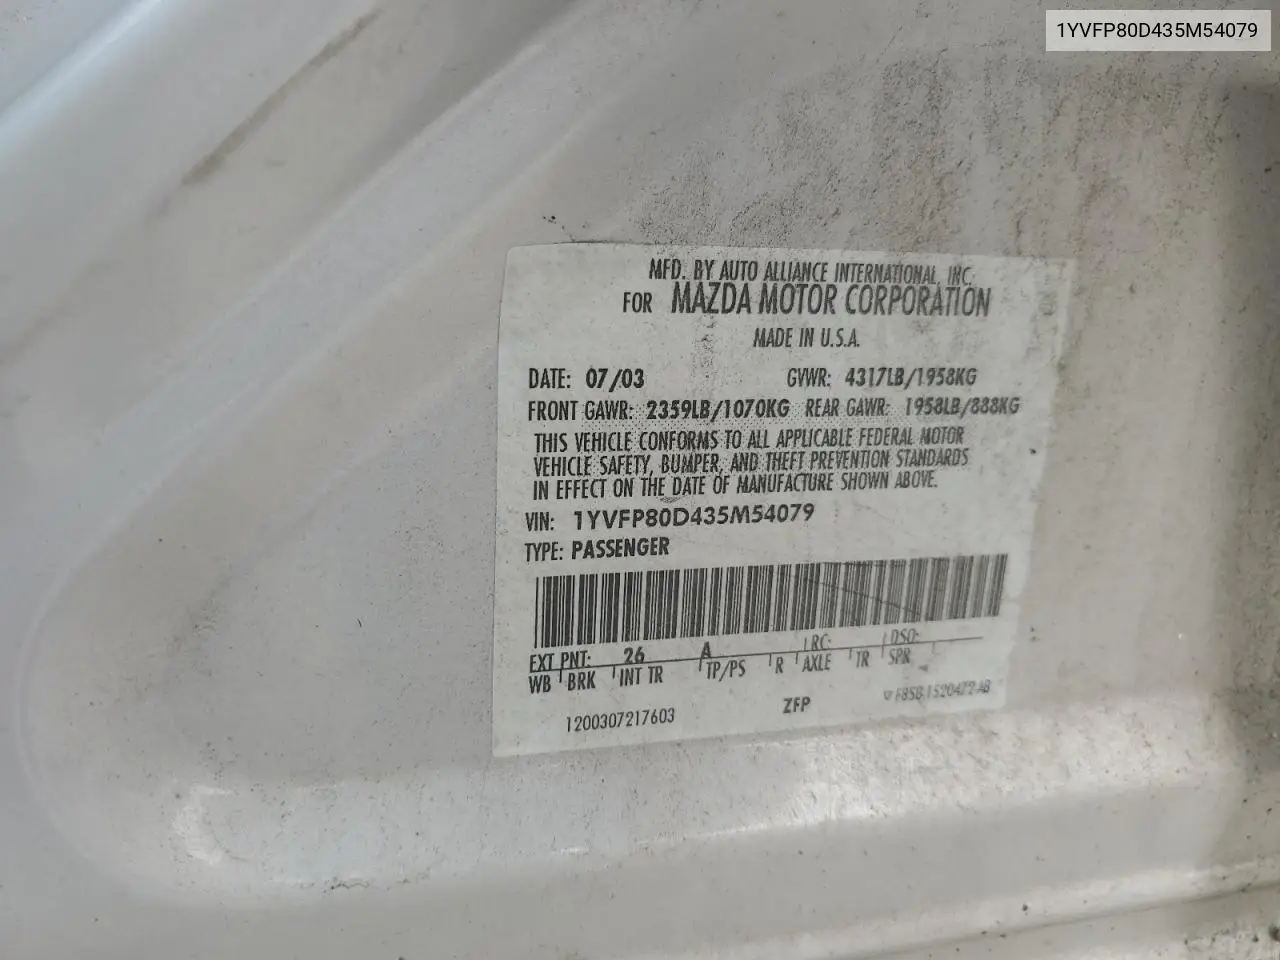 1YVFP80D435M54079
MFD. BY AUTO ALLIANCE INTERNATIONAL, INC.
FOR MAZDA MOTOR CORPORATION
MADE IN U.S.A.
DATE: 07/03 GVWR: 4317LB/1958KG
FRONT GAWR: 2359LB/1070KG REAR GAWR: 1958LB/888KG
THIS VEHICLE CONFORMS TO ALL APPLICABLE FEDERAL MOTOR
VEHICLE SAFETY, BUMPER, AND THEFT PREVENTION STANDARDS
IN EFFECT ON THE DATE OF MANUFACTURE SHOWN ABOVE.
VIN: 1YVFP80D435M54079
TYPE: PASSENGER
EXT PNT: 26 A RC: DSO:
WB BRK INT TR TP/PS R AXLE TR SPR
1200307217603 ZFP